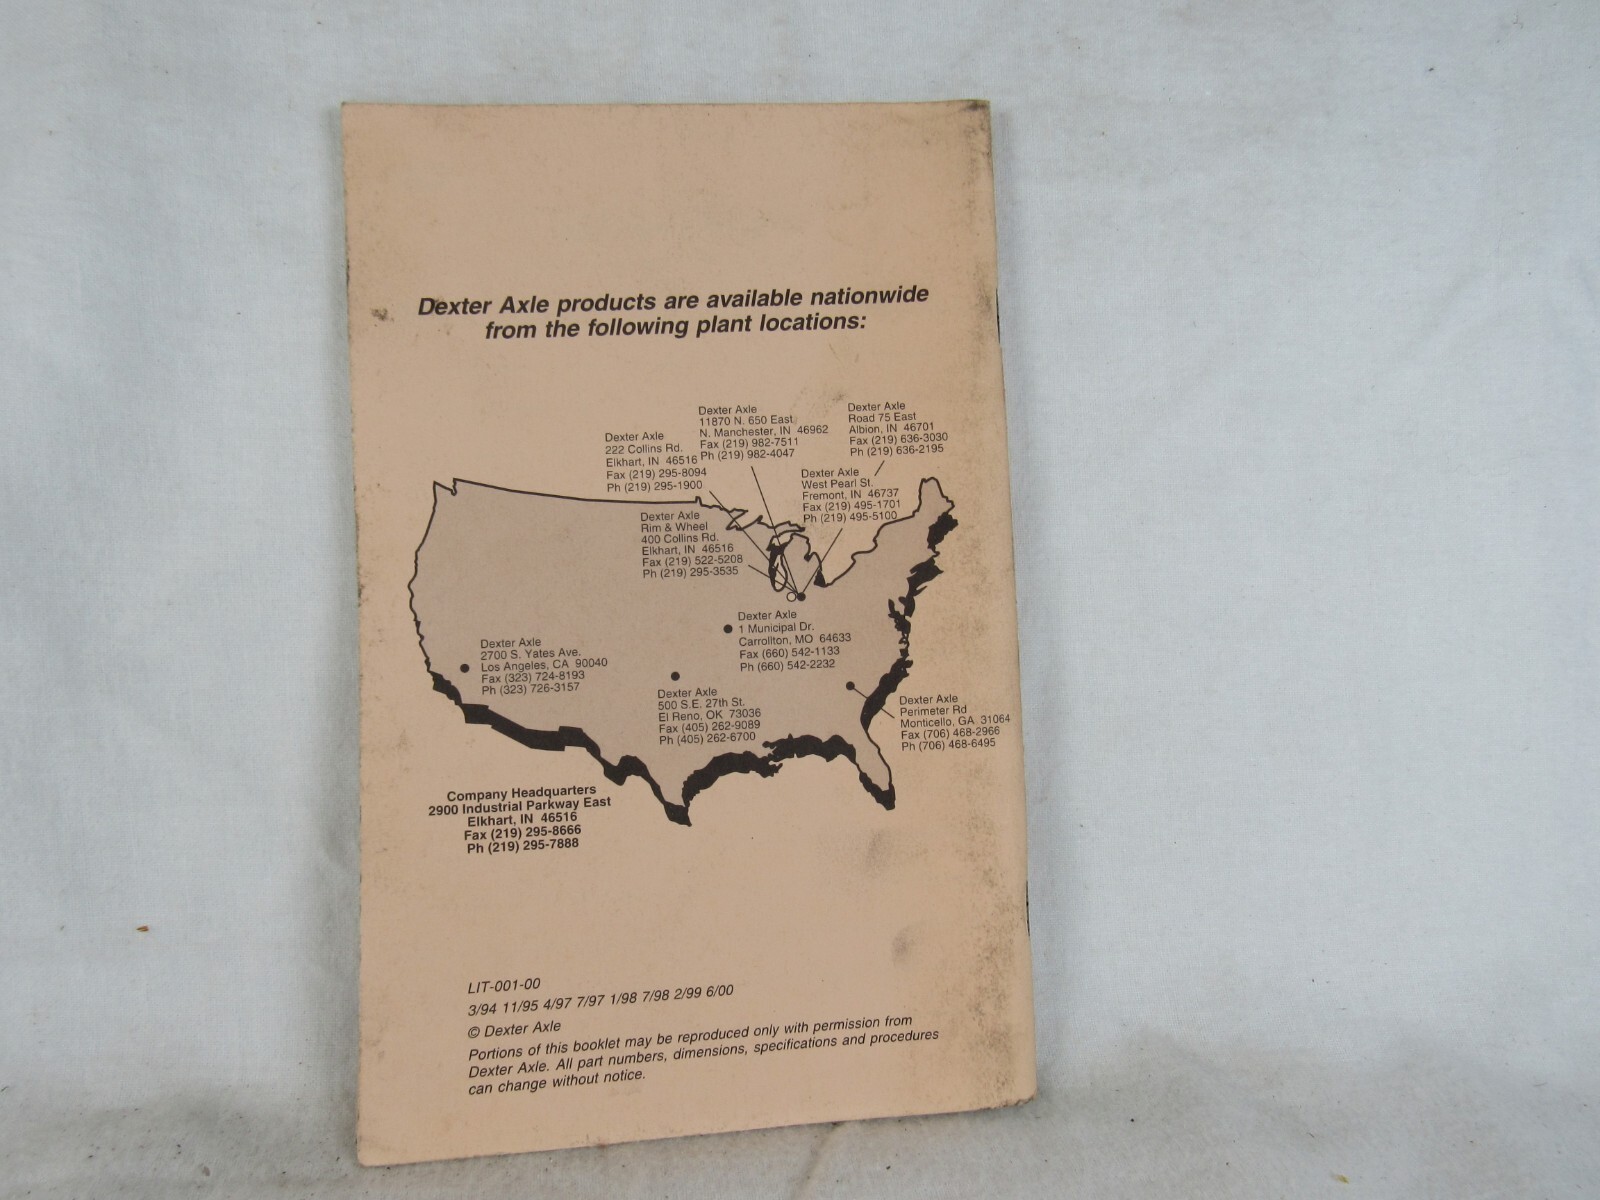 Dexter Axle products are available nationwide
from the following plant locations:
Dexter Axle
222 Collins Rd.
Elkhart, IN 46516
Fax (219) 295-8094
Ph (219) 295-1900
Dexter Axle
11870 N. 650 East
N. Manchester, IN 46962
Fax (219) 982-7511
Ph (219) 982-4047
Dexter Axle
Road 75 East
Albion, IN 46701
Fax (219) 636-3030
Ph (219) 636-2195
Dexter Axle
West Pearl St.
Fremont, IN 46737
Fax (219) 495-1701
Ph (219) 495-5100
Dexter Axle
Rim & Wheel
400 Collins Rd.
Elkhart, IN 46516
Fax (219) 522-5208
Ph (219) 295-3535
Dexter Axle
1 Municipal Dr.
Carrollton, MO 64633
Fax (660) 542-1133
Ph (660) 542-2232
Dexter Axle
2700 S. Yates Ave.
Los Angeles, CA 90040
Fax (323) 724-8193
Ph (323) 726-3157
Dexter Axle
500 S.E. 27th St.
El Reno, OK 73036
Fax (405) 262-9089
Ph (405) 262-6700
Dexter Axle
Perimeter Rd
Monticello, GA 31064
Fax (706) 468-2966
Ph (706) 468-6495
Company Headquarters
2900 Industrial Parkway East
Elkhart, IN 46516
Fax (219) 295-8666
Ph (219) 295-7888
LIT-001-00
3/94 11/95 4/97 7/97 1/98 7/98 2/99 6/00
© Dexter Axle
Portions of this booklet may be reproduced only with permission from
Dexter Axle. All part numbers, dimensions, specifications and procedures
can change without notice.